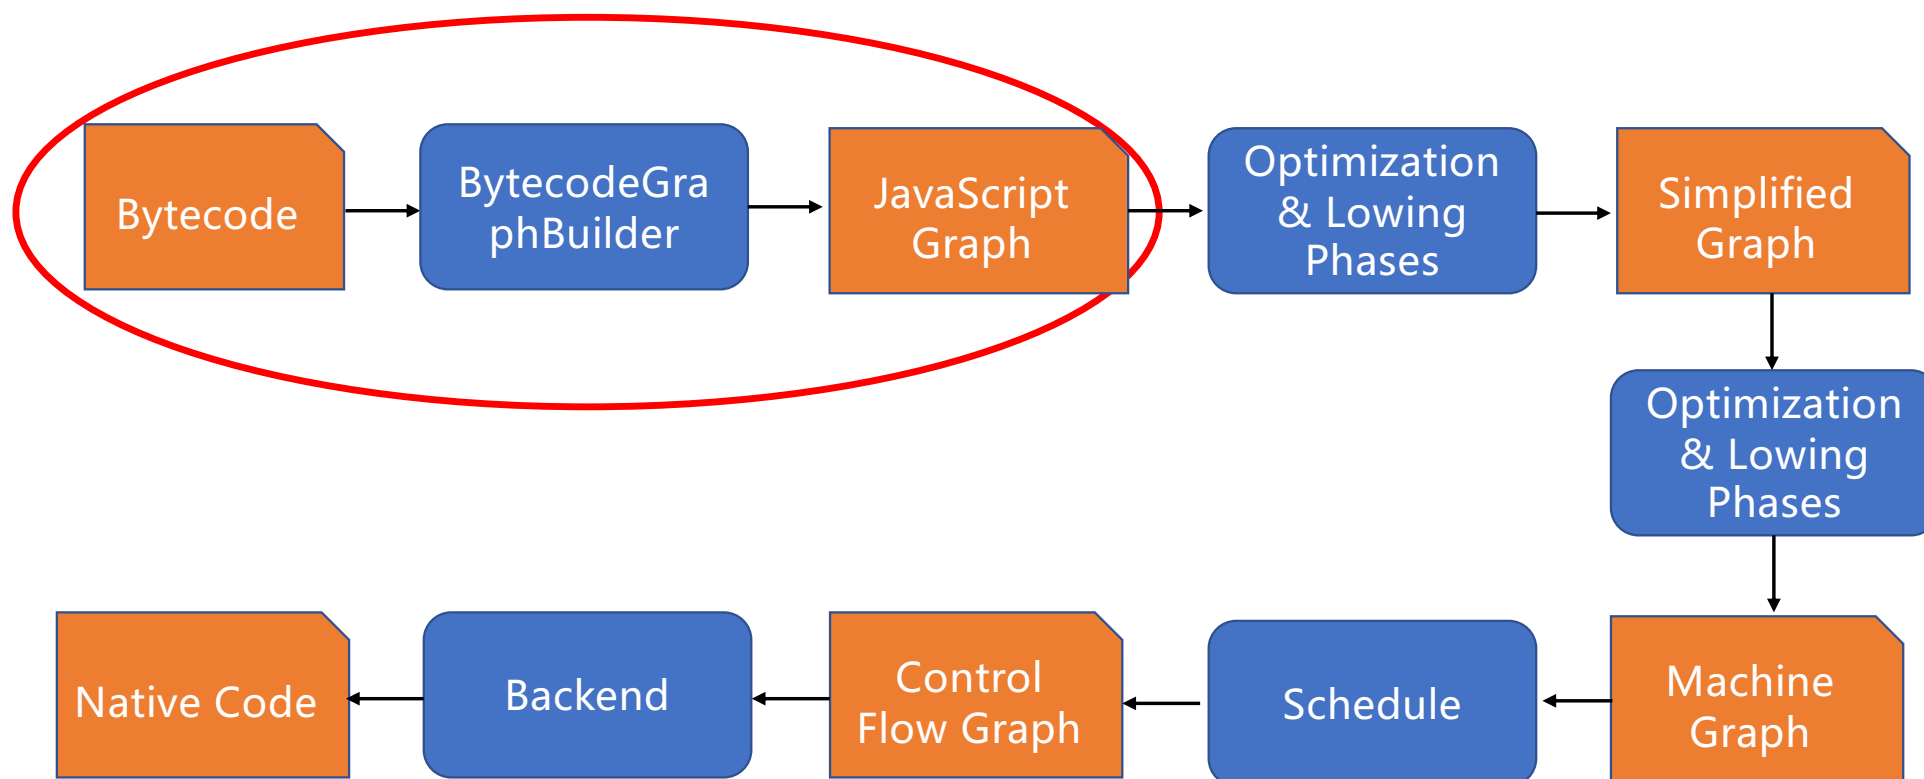 Bytecode
BytecodeGra
phBuilder
JavaScript
Graph
Optimization
& Lowing
Phases
Simplified
Graph
Optimization
& Lowing
Phases
Native Code
Backend
Control
Flow Graph
Schedule
Machine
Graph